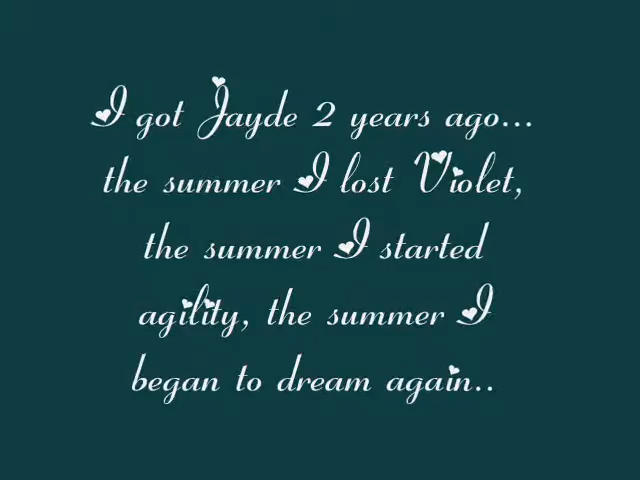 I got Jayde 2 years ago...
the summer I lost Violet,
the summer I started
agility, the summer I
began to dream again..